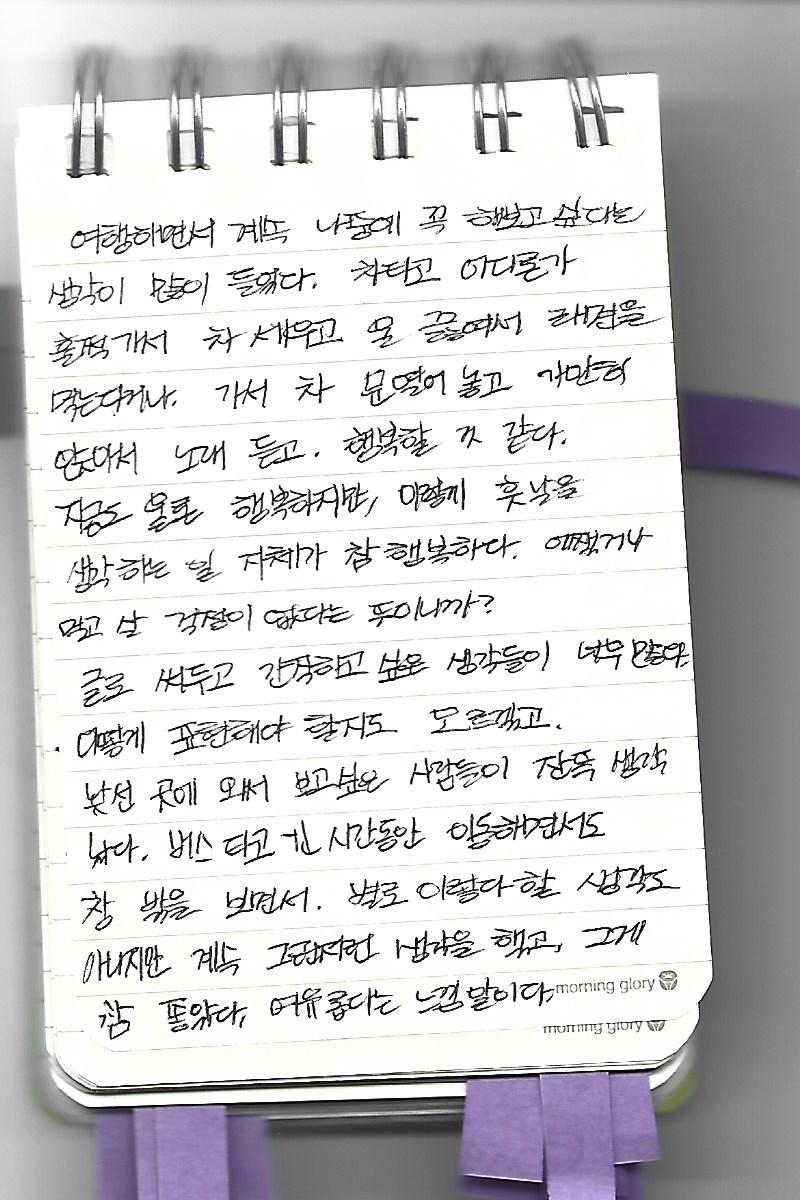 여행하면서 계속 나중에 꼭 해보고 싶다는
생각이 많이 들었다. 차타고 어디론가
훌쩍가서 차 세우고 물 끓여서 라면을
먹는다거나. 가서 차 문 열어 놓고 가만히
앉아서 노래 듣고. 행복할 것 같다.
지금도 물론 행복하지만, 이렇게 훗날을
생각하는 일 자체가 참 행복하다. 어쨌거나
먹고 살 걱정이 없다는 뜻이니까?
글로 써두고 간직하고 싶은 생각들이 너무 많은데
어떻게 표현해야 할지도 모르겠고.
낯선 곳에 와서 보고싶은 사람들이 잔뜩 생각
났다. 버스 타고 긴 시간동안 이동하면서도
창 밖을 보면서. 별로 이렇다 할 생각도
아니지만 계속 그런저런 생각을 했고, 그게
참 좋았다, 여유롭다는 느낌 말이다.
morning glory
morning glory